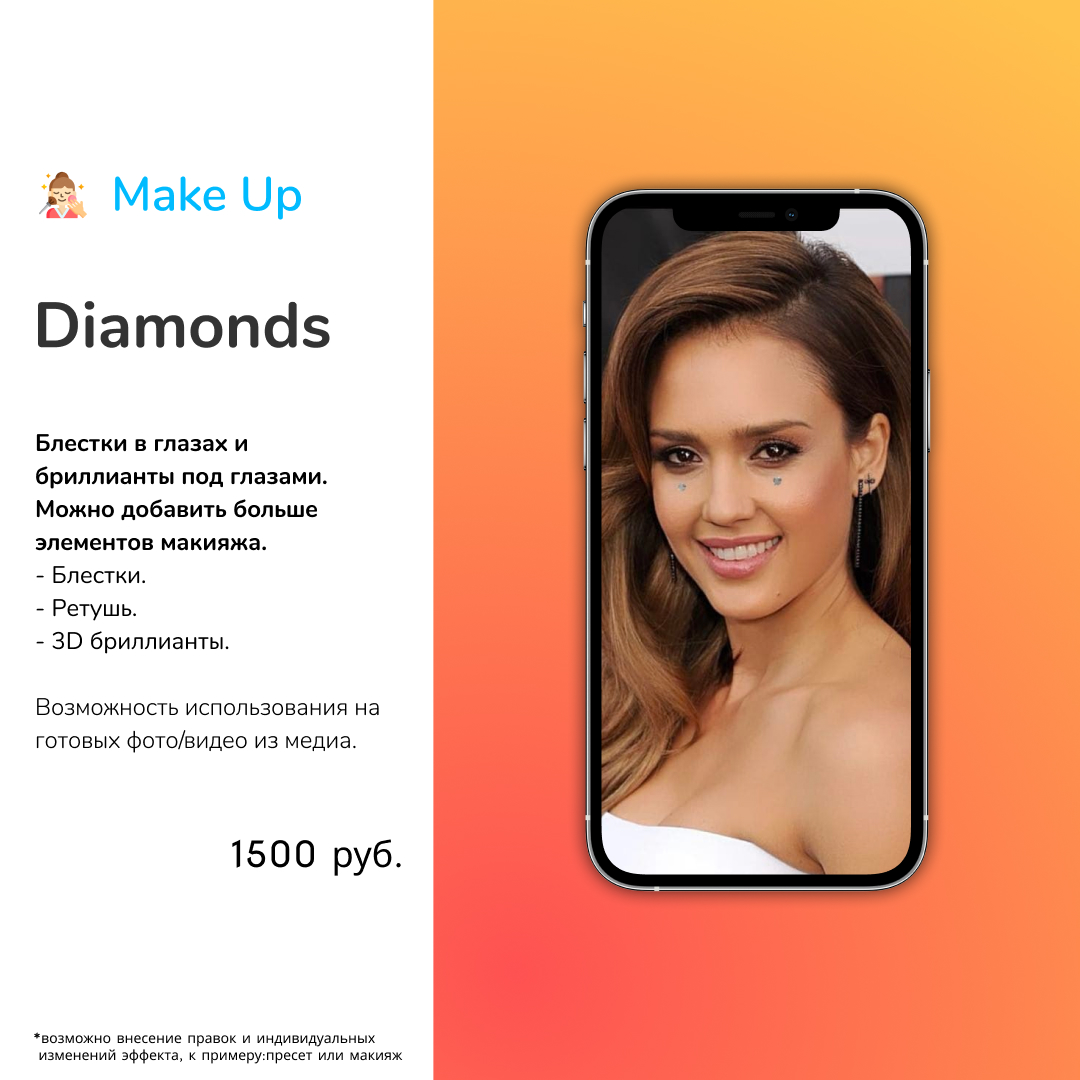 Make Up
Diamonds
Блестки в глазах и
бриллианты под глазами.
Можно добавить больше
элементов макияжа.
- Блестки.
- Ретушь.
- 3D бриллианты.
Возможность использования на
готовых фото/видео из медиа.
1500 руб.
*возможно внесение правок и индивидуальных
изменений эффекта, к примеру:пресет или макияж